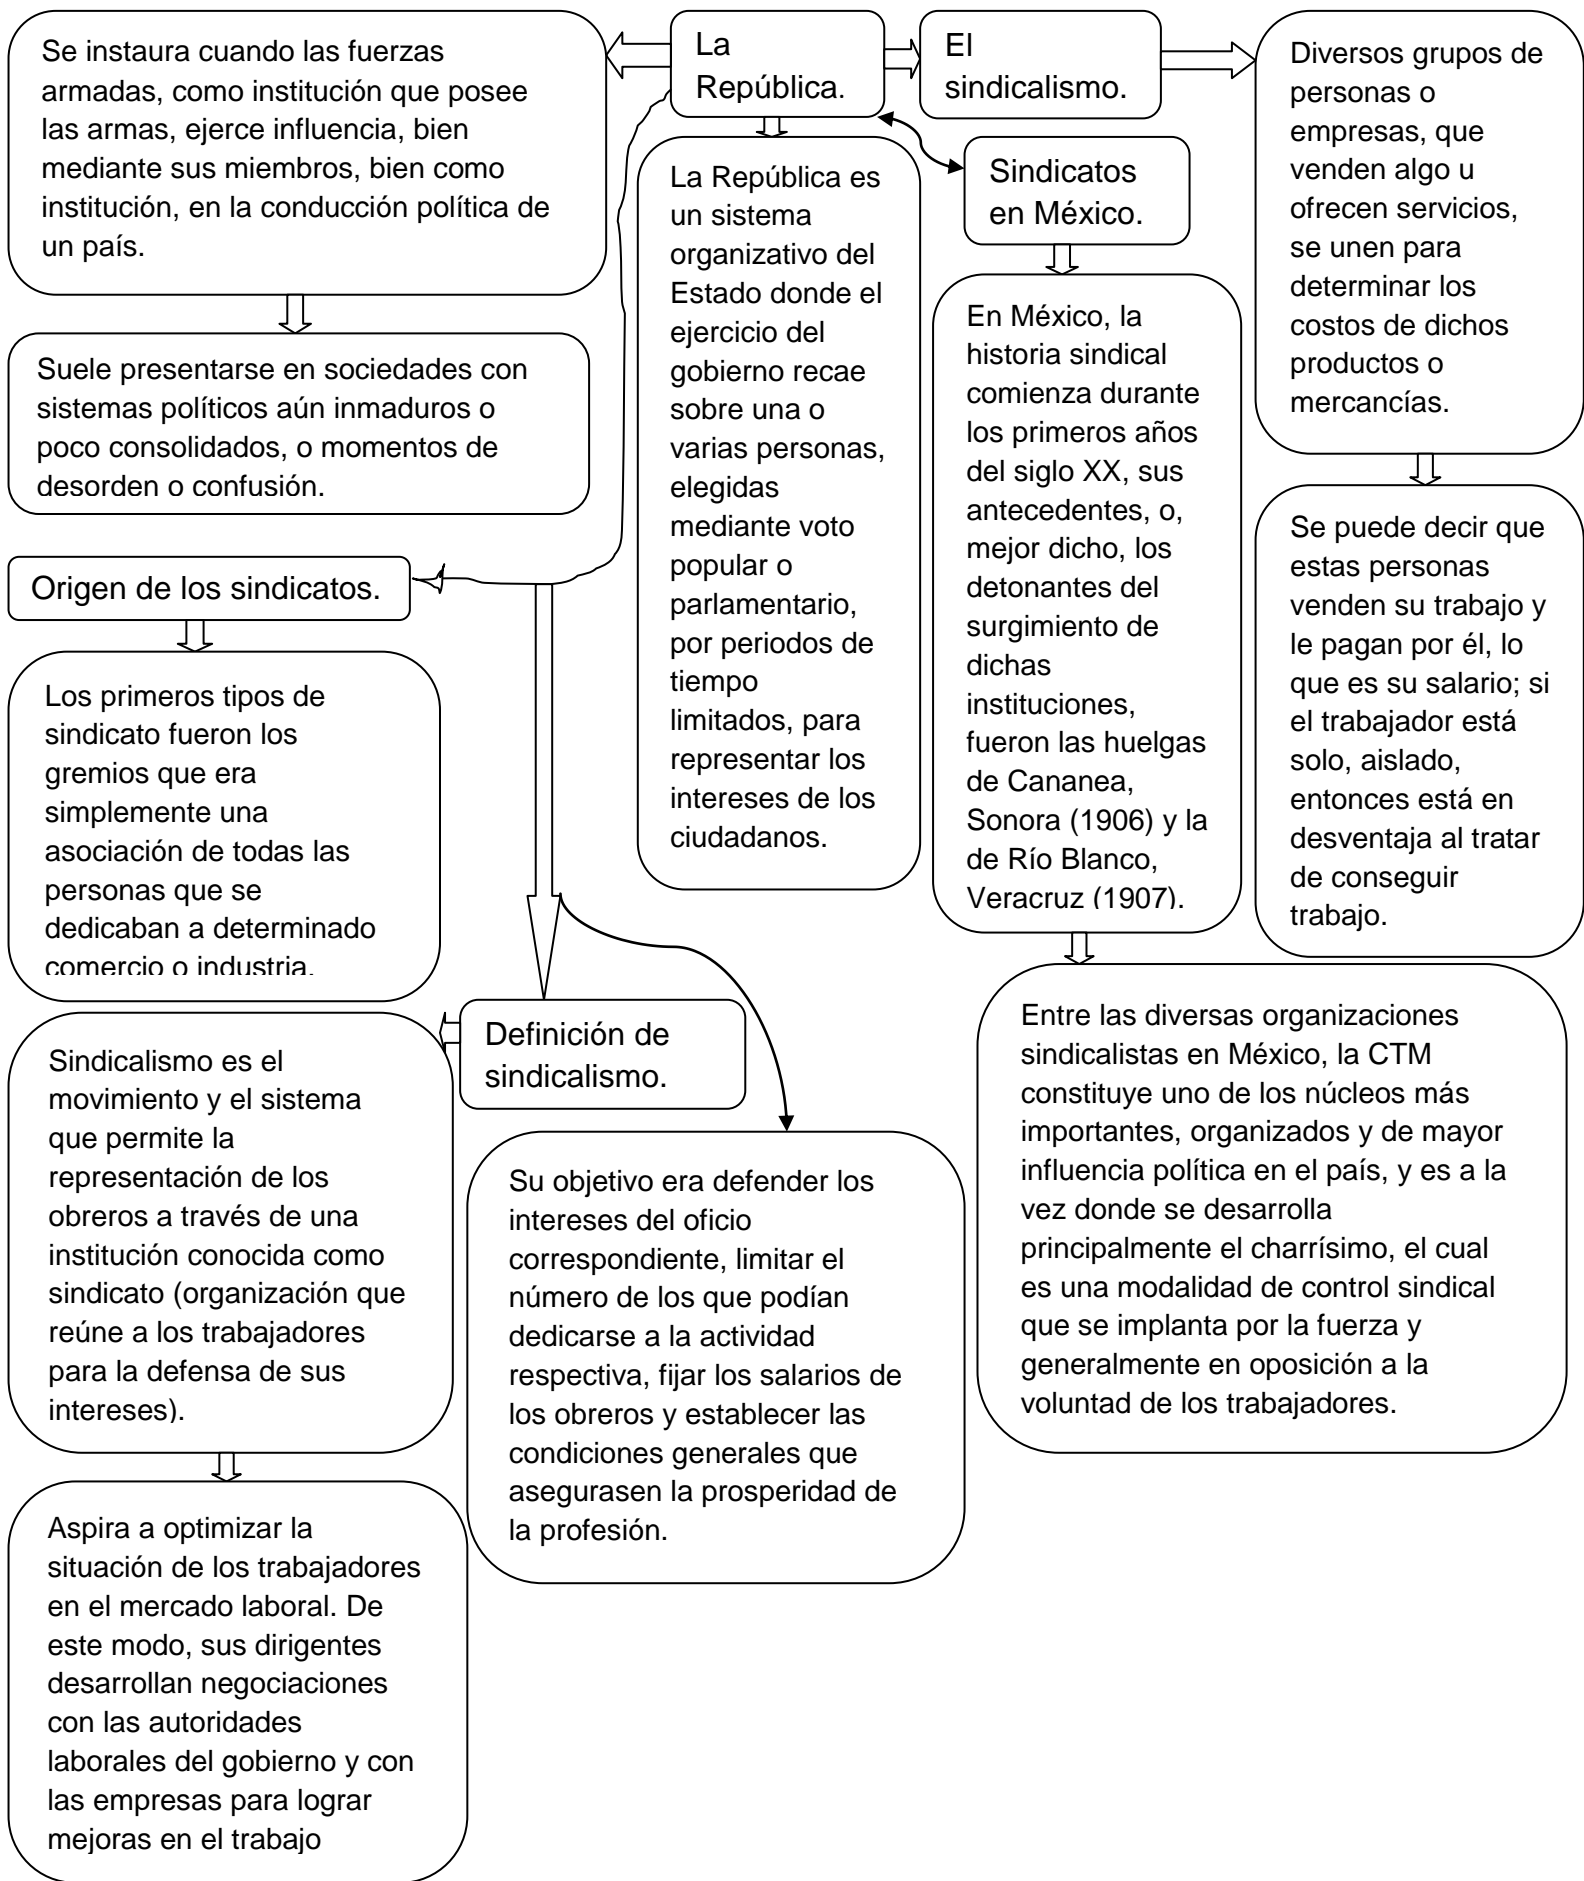 Se instaura cuando las fuerzas
armadas, como institución que posee
las armas, ejerce influencia, bien
mediante sus miembros, bien como
institución, en la conducción política de
un país.
Suele presentarse en sociedades con
sistemas políticos aún inmaduros o
poco consolidados, o momentos de
desorden o confusión.
La
República.
La República es
un sistema
organizativo del
Estado donde el
ejercicio del
gobierno recae
sobre una o
varias personas,
elegidas
mediante voto
popular o
parlamentario,
por periodos de
tiempo
limitados, para
representar los
intereses de los
ciudadanos.
El
sindicalismo.
Diversos grupos de
personas o
empresas, que
venden algo u
ofrecen servicios,
se unen para
determinar los
costos de dichos
productos o
mercancías.
Se puede decir que
estas personas
venden su trabajo y
le pagan por él, lo
que es su salario; si
el trabajador está
solo, aislado,
entonces está en
desventaja al tratar
de conseguir
trabajo.
Sindicatos
en México.
En México, la
historia sindical
comienza durante
los primeros años
del siglo XX, sus
antecedentes, o,
mejor dicho, los
detonantes del
surgimiento de
dichas
instituciones,
fueron las huelgas
de Cananea,
Sonora (1906) y la
de Río Blanco,
Veracruz (1907).
Entre las diversas organizaciones
sindicalistas en México, la CTM
constituye uno de los núcleos más
importantes, organizados y de mayor
influencia política en el país, y es a la
vez donde se desarrolla
principalmente el charrísimo, el cual
es una modalidad de control sindical
que se implanta por la fuerza y
generalmente en oposición a la
voluntad de los trabajadores.
Origen de los sindicatos.
Los primeros tipos de
sindicato fueron los
gremios que era
simplemente una
asociación de todas las
personas que se
dedicaban a determinado
comercio o industria.
Definición de
sindicalismo.
Sindicalismo es el
movimiento y el sistema
que permite la
representación de los
obreros a través de una
institución conocida como
sindicato (organización que
reúne a los trabajadores
para la defensa de sus
intereses).
Su objetivo era defender los
intereses del oficio
correspondiente, limitar el
número de los que podían
dedicarse a la actividad
respectiva, fijar los salarios de
los obreros y establecer las
condiciones generales que
asegurasen la prosperidad de
la profesión.
Aspira a optimizar la
situación de los trabajadores
en el mercado laboral. De
este modo, sus dirigentes
desarrollan negociaciones
con las autoridades
laborales del gobierno y con
las empresas para lograr
mejoras en el trabajo